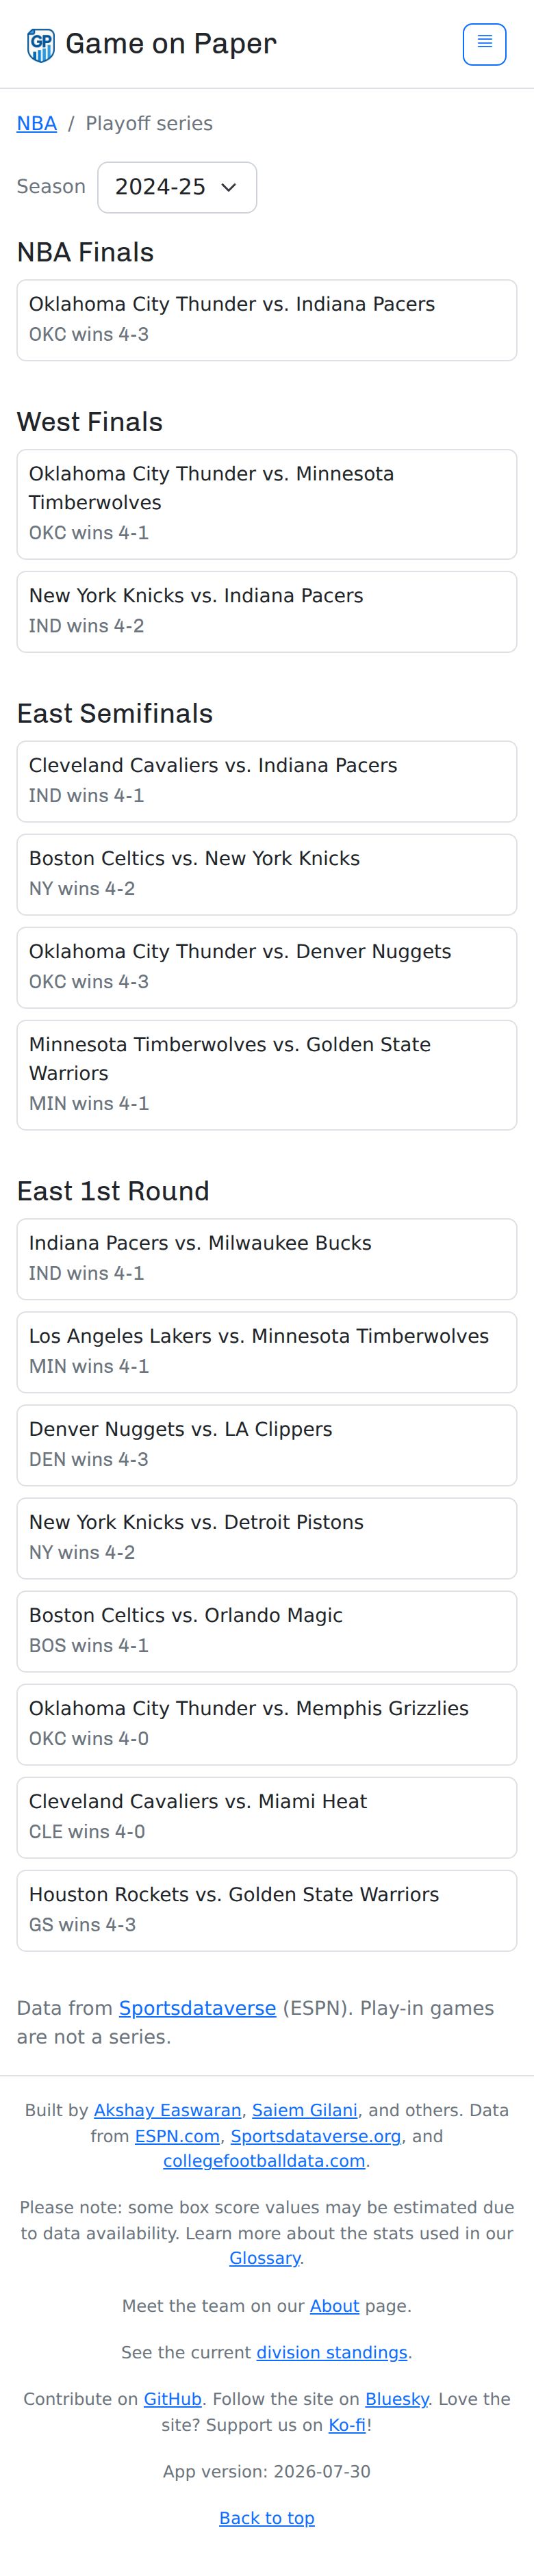 GP Game on Paper
NBA / Playoff series
Season 2024-25
NBA Finals
Oklahoma City Thunder vs. Indiana Pacers
OKC wins 4-3
West Finals
Oklahoma City Thunder vs. Minnesota
Timberwolves
OKC wins 4-1
New York Knicks vs. Indiana Pacers
IND wins 4-2
East Semifinals
Cleveland Cavaliers vs. Indiana Pacers
IND wins 4-1
Boston Celtics vs. New York Knicks
NY wins 4-2
Oklahoma City Thunder vs. Denver Nuggets
OKC wins 4-3
Minnesota Timberwolves vs. Golden State
Warriors
MIN wins 4-1
East 1st Round
Indiana Pacers vs. Milwaukee Bucks
IND wins 4-1
Los Angeles Lakers vs. Minnesota Timberwolves
MIN wins 4-1
Denver Nuggets vs. LA Clippers
DEN wins 4-3
New York Knicks vs. Detroit Pistons
NY wins 4-2
Boston Celtics vs. Orlando Magic
BOS wins 4-1
Oklahoma City Thunder vs. Memphis Grizzlies
OKC wins 4-0
Cleveland Cavaliers vs. Miami Heat
CLE wins 4-0
Houston Rockets vs. Golden State Warriors
GS wins 4-3
Data from Sportsdataverse (ESPN). Play-in games
are not a series.
Built by Akshay Easwaran, Saiem Gilani, and others. Data
from ESPN.com, Sportsdataverse.org, and
collegefootballdata.com.
Please note: some box score values may be estimated due
to data availability. Learn more about the stats used in our
Glossary.
Meet the team on our About page.
See the current division standings.
Contribute on GitHub. Follow the site on Bluesky. Love the
site? Support us on Ko-fi!
App version: 2026-07-30
Back to top